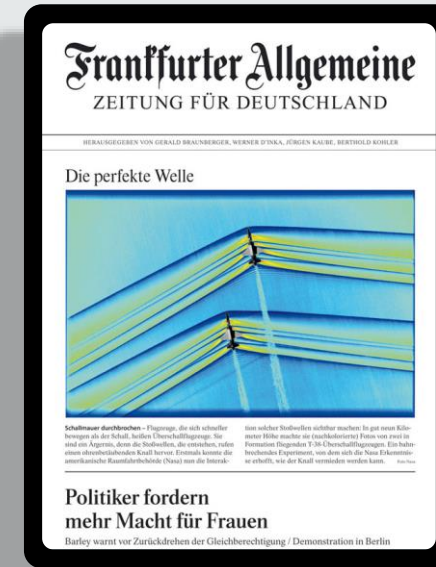 Frankfurter Allgemeine
ZEITUNG FÜR DEUTSCHLAND
HERAUSGEGEBEN VON GERALD BRAUNBERGER, WERNER D'INKA, JÜRGEN KAUBE, BERTHOLD KOHLER
Die perfekte Welle
Schallmauer durchbrochen – Flugzeuge, die sich schneller
bewegen als der Schall, heißen Überschallflugzeuge. Sie
sind ein Ärgernis, denn die Stoßwellen, die entstehen, rufen
einen ohrenbetäubenden Knall hervor. Erstmals konnte die
amerikanische Raumfahrtbehörde (Nasa) nun die Interak-
tion solcher Stoßwellen sichtbar machen: In gut neun Kilo-
meter Höhe machte sie (nachkolorierte) Fotos von zwei in
Formation fliegenden T-38-Überschallflugzeugen. Ein bahn-
brechendes Experiment, von dem sich die Nasa Erkenntnis-
se erhofft, wie der Knall vermieden werden kann. Foto Nasa
Politiker fordern
mehr Macht für Frauen
Barley warnt vor Zurückdrehen der Gleichberechtigung / Demonstration in Berlin